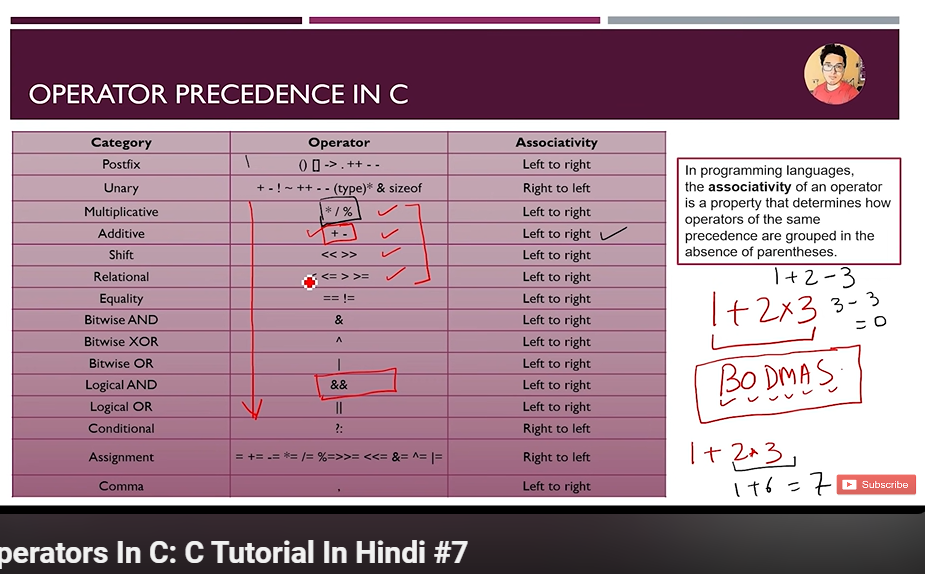 OPERATOR PRECEDENCE IN C
Category Operator Associativity
Postfix () [] -> . ++ - - Left to right
Unary + - ! ~ ++ - - (type)* & sizeof Right to left
Multiplicative * / % Left to right
Additive + - Left to right
Shift << >> Left to right
Relational < <= > >= Left to right
Equality == != Left to right
Bitwise AND & Left to right
Bitwise XOR ^ Left to right
Bitwise OR | Left to right
Logical AND && Left to right
Logical OR || Left to right
Conditional ?: Right to left
Assignment = += -= *= /= %=>>= <<= &= ^= |= Right to left
Comma , Left to right
In programming languages,
the associativity of an operator
is a property that determines how
operators of the same
precedence are grouped in the
absence of parentheses.
1+2-3
1+2×3
3-3
=0
BODMAS
1+2*3
1+6=7
Subscribe
perators In C: C Tutorial In Hindi #7